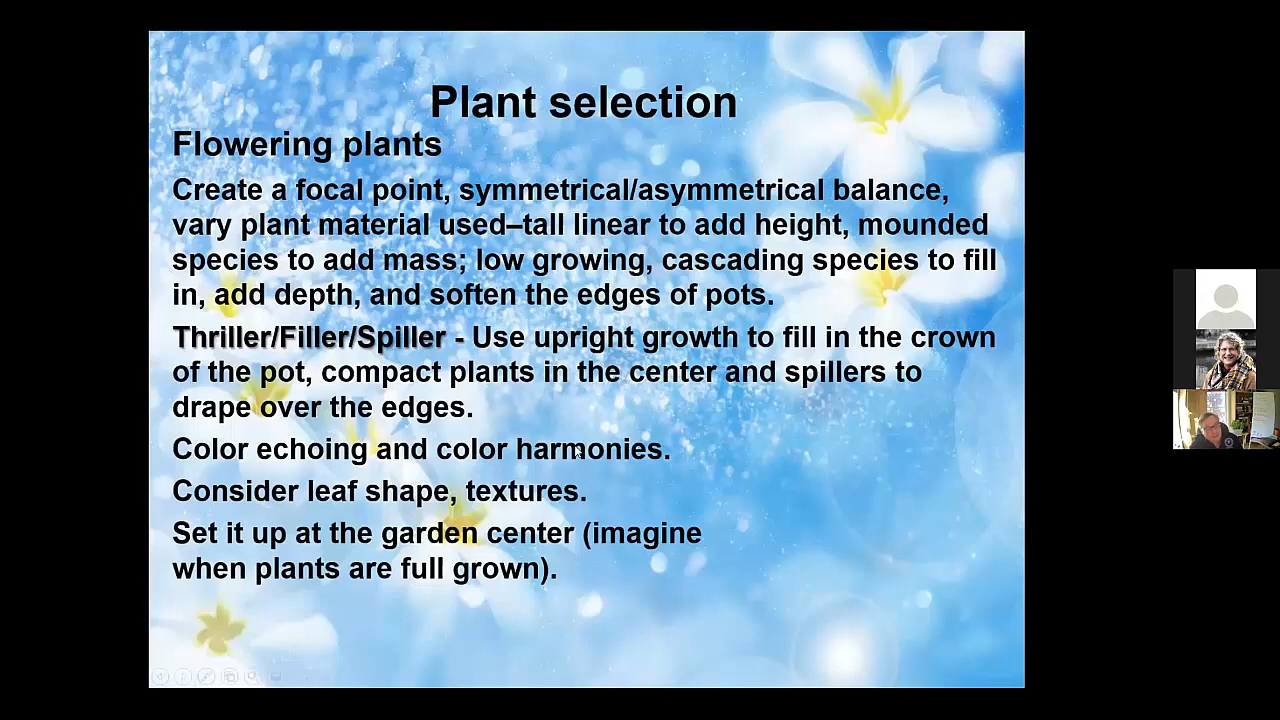 Plant selection
Flowering plants
Create a focal point, symmetrical/asymmetrical balance,
vary plant material used–tall linear to add height, mounded
species to add mass; low growing, cascading species to fill
in, add depth, and soften the edges of pots.
Thriller/Filler/Spiller - Use upright growth to fill in the crown
of the pot, compact plants in the center and spillers to
drape over the edges.
Color echoing and color harmonies.
Consider leaf shape, textures.
Set it up at the garden center (imagine
when plants are full grown).